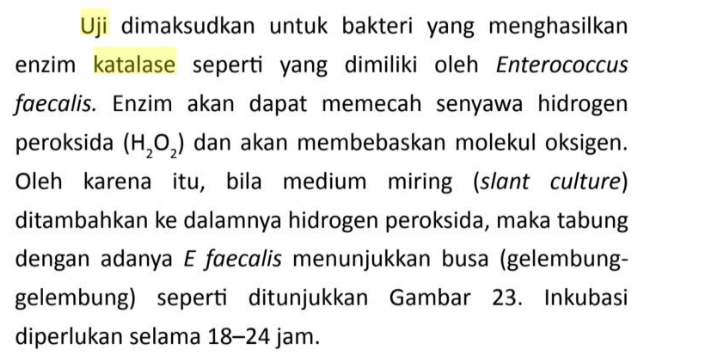 Uji dimaksudkan untuk bakteri yang menghasilkan
enzim katalase seperti yang dimiliki oleh Enterococcus
faecalis. Enzim akan dapat memecah senyawa hidrogen
peroksida (H₂O₂) dan akan membebaskan molekul oksigen.
Oleh karena itu, bila medium miring (slant culture)
ditambahkan ke dalamnya hidrogen peroksida, maka tabung
dengan adanya E faecalis menunjukkan busa (gelembung-
gelembung) seperti ditunjukkan Gambar 23. Inkubasi
diperlukan selama 18–24 jam.